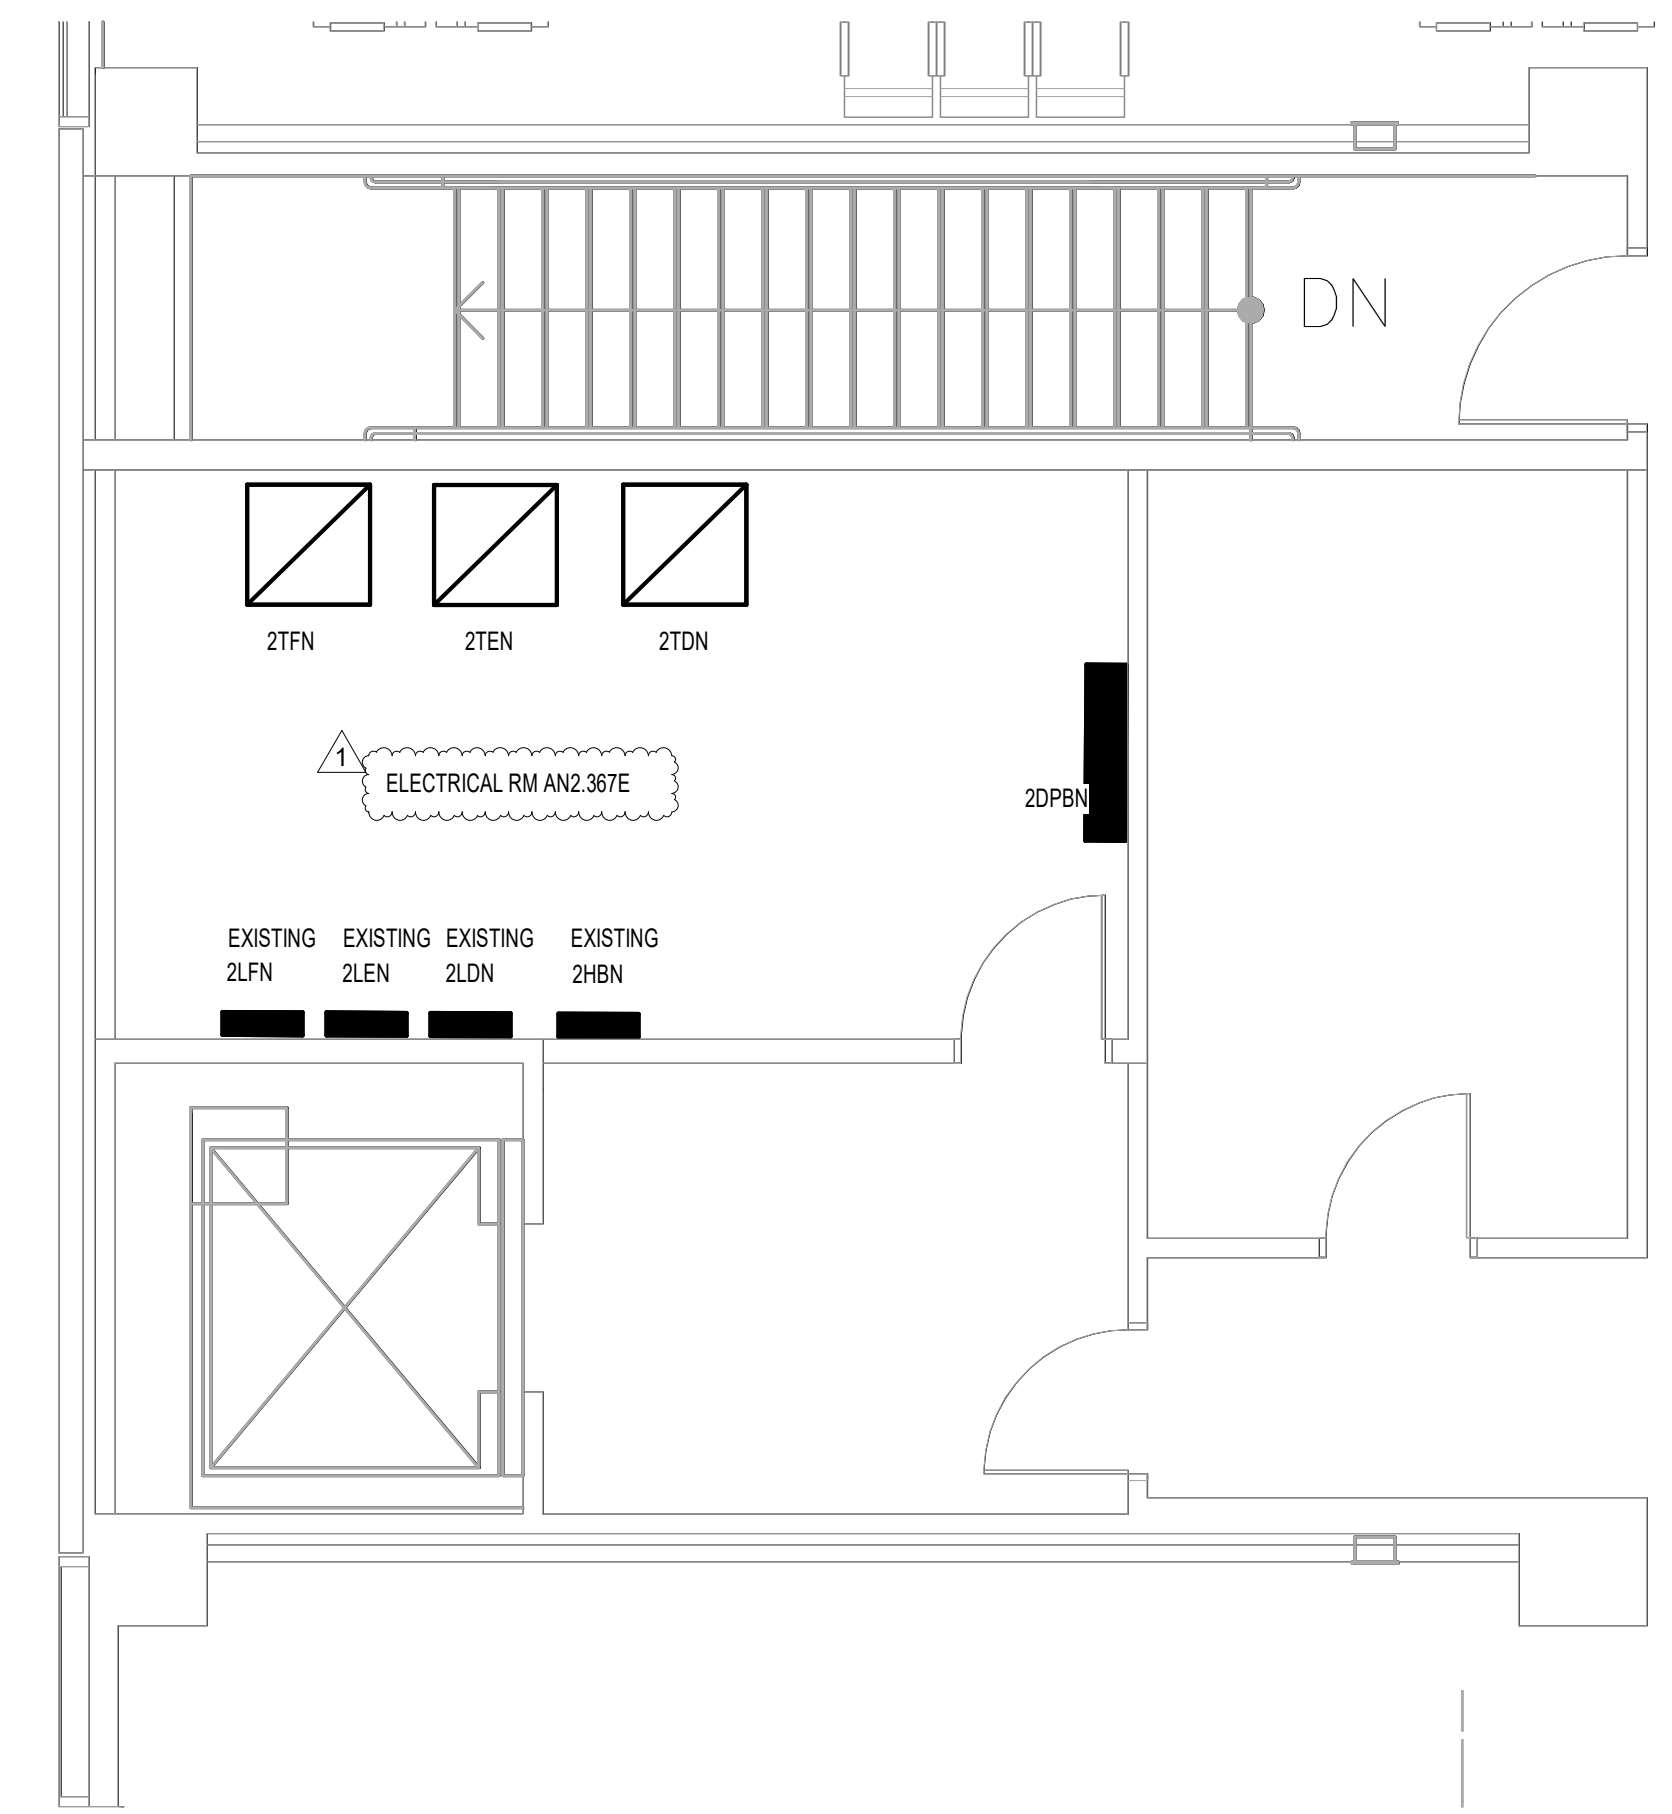 DN
2TFN
2TEN
2TDN
1
ELECTRICAL RM AN2.367E
2DPBN
EXISTING
2LFN
EXISTING
2LEN
EXISTING
2LDN
EXISTING
2HBN